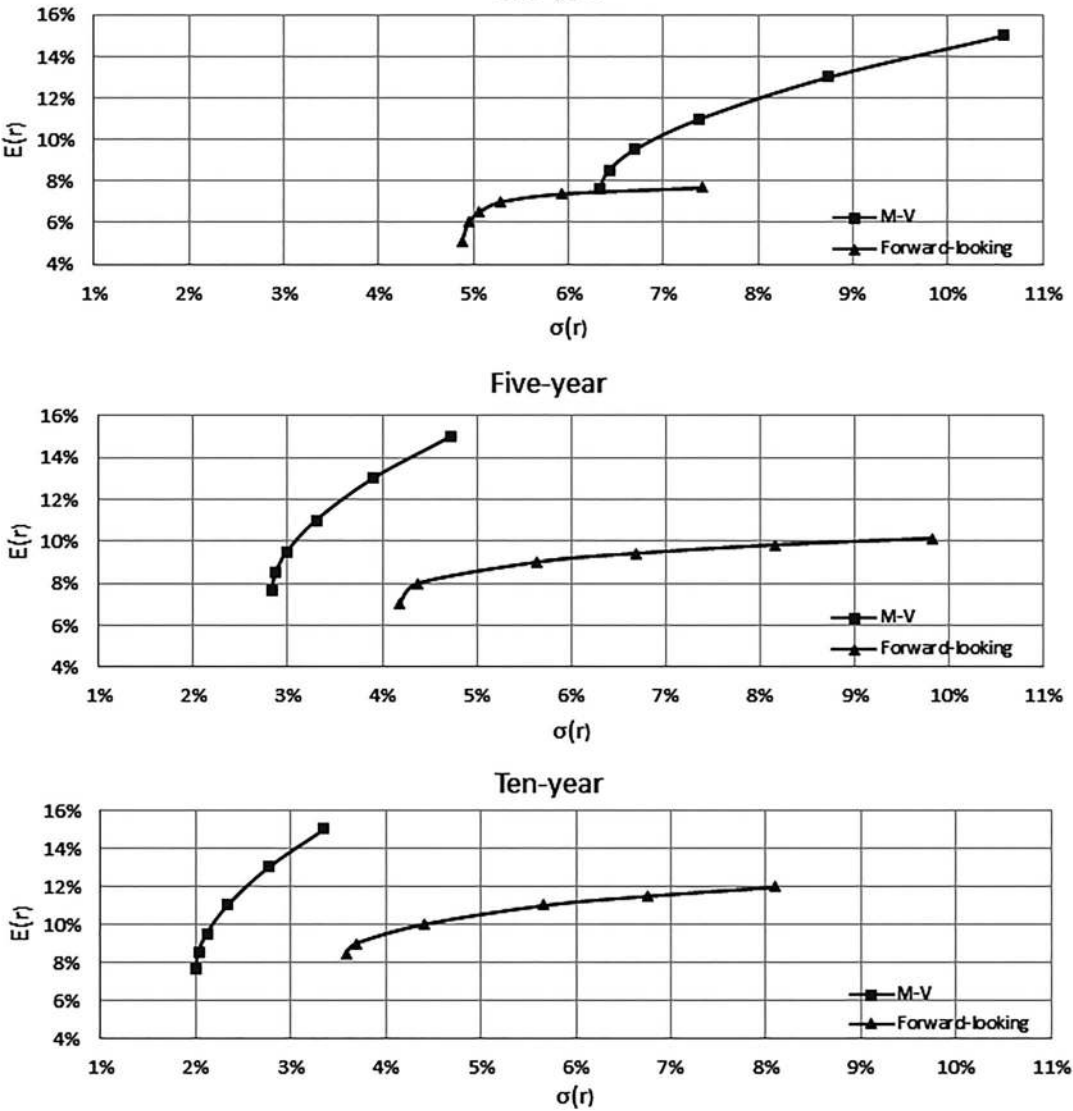 16%
14%
12%
10%
8%
6%
4%
E(r)
M-V
Forward-looking
1% 2% 3% 4% 5% 6% 7% 8% 9% 10% 11%
σ(r)
Five-year
16%
14%
12%
10%
8%
6%
4%
E(r)
M-V
Forward-looking
1% 2% 3% 4% 5% 6% 7% 8% 9% 10% 11%
σ(r)
Ten-year
16%
14%
12%
10%
8%
6%
4%
E(r)
M-V
Forward-looking
1% 2% 3% 4% 5% 6% 7% 8% 9% 10% 11%
σ(r)